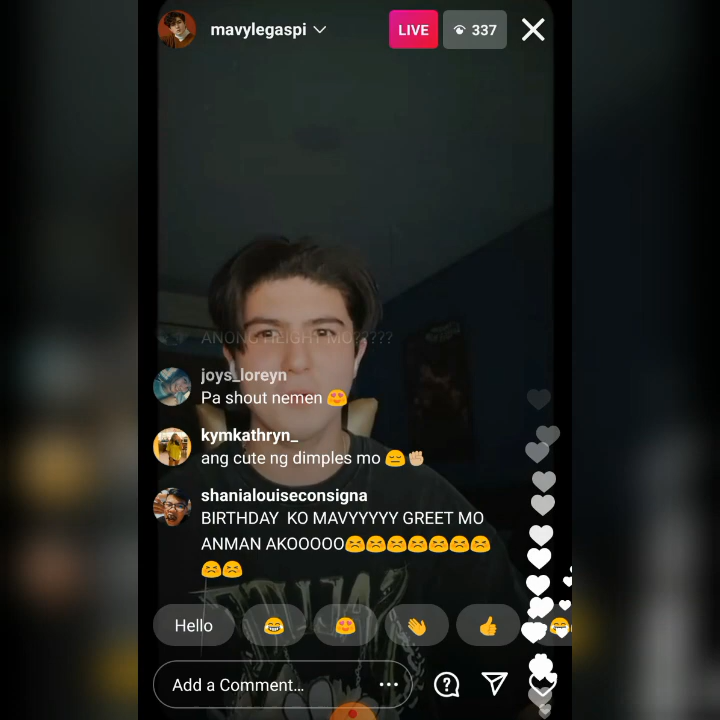 mavylegaspi
LIVE
337
ANONG HEIGHT MO?????
joys_loreyn
Pa shout nemen 😍
kymkathryn_
ang cute ng dimples mo 😔✊🏼
shanialouiseconsigna
BIRTHDAY KO MAVYYYYY GREET MO
ANMAN AKOOOOO😣😣😣😣😣😣😣
😣😣
Hello
Add a Comment...